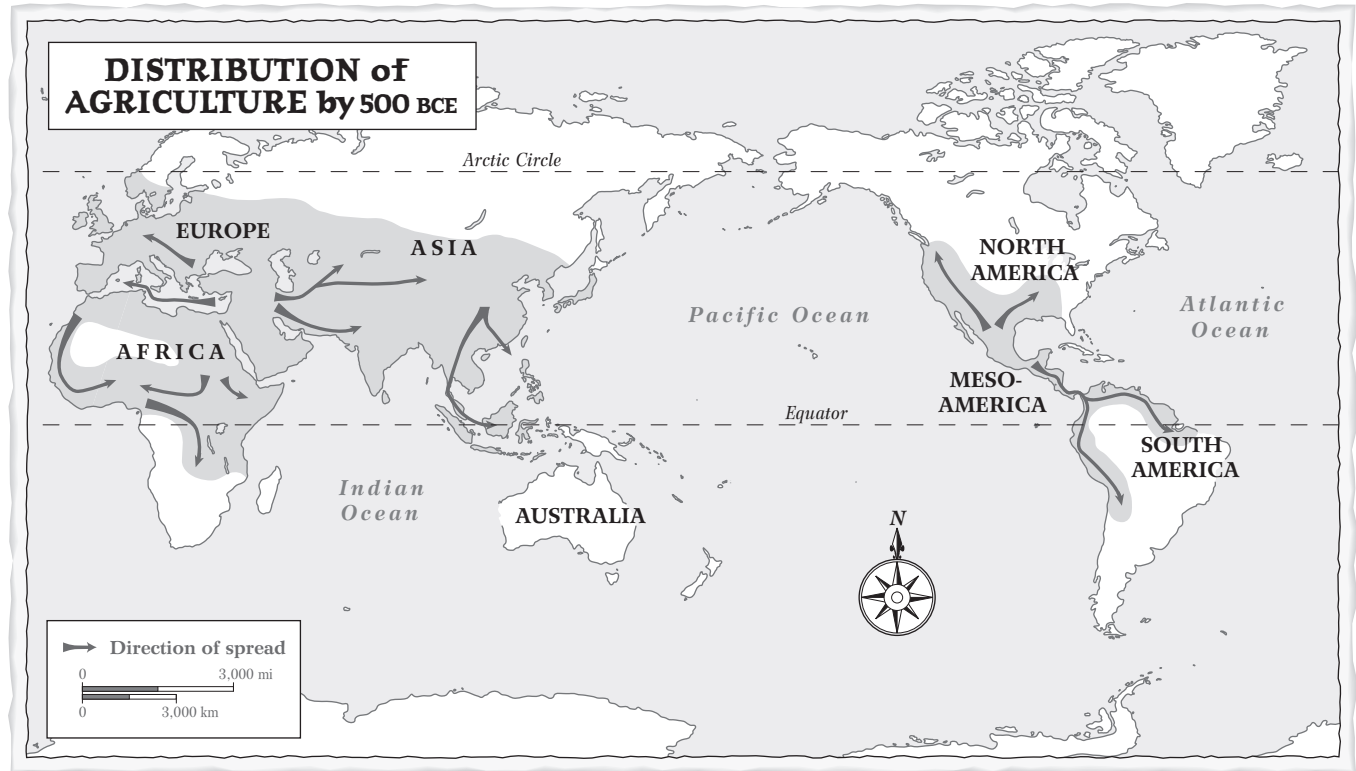 DISTRIBUTION of
AGRICULTURE by 500 BCE
Arctic Circle
EUROPE
ASIA
NORTH
AMERICA
Pacific Ocean
Atlantic
Ocean
AFRICA
MESO-
AMERICA
Equator
SOUTH
AMERICA
Indian
Ocean
AUSTRALIA
N
Direction of spread
0 3,000 mi
0 3,000 km